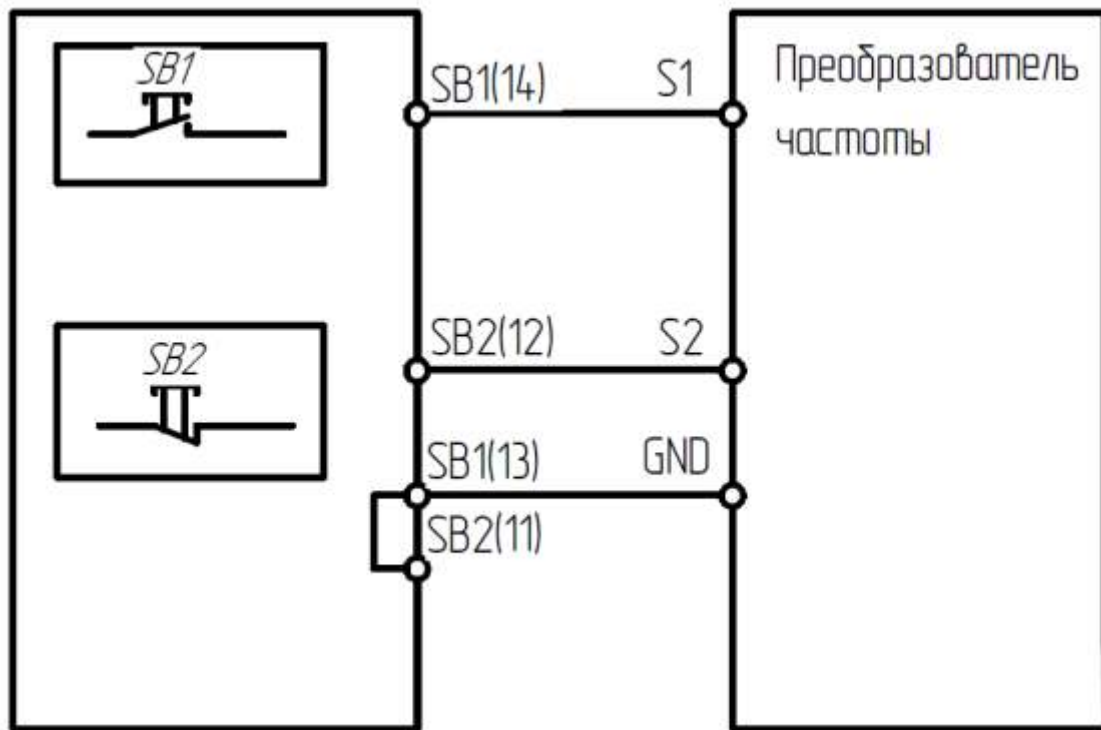 SB1
SB1(14)
S1
Преобразователь
частоты
SB2
SB2(12)
S2
SB1(13)
GND
SB2(11)